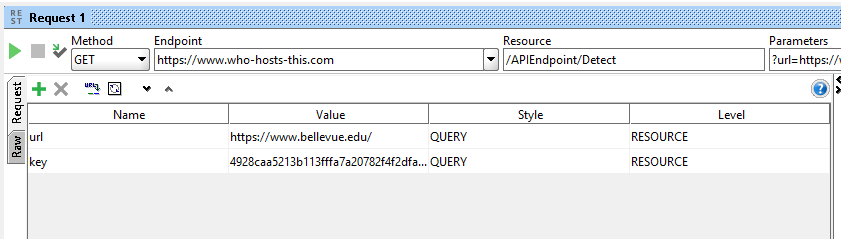 REST Request 1
Method Endpoint Resource Parameters
GET https://www.who-hosts-this.com /APIEndpoint/Detect ?url=https://w
Request
Raw
Name Value Style Level
url https://www.bellevue.edu/ QUERY RESOURCE
key 4928caa5213b113fffa7a20782f4f2dfa... QUERY RESOURCE